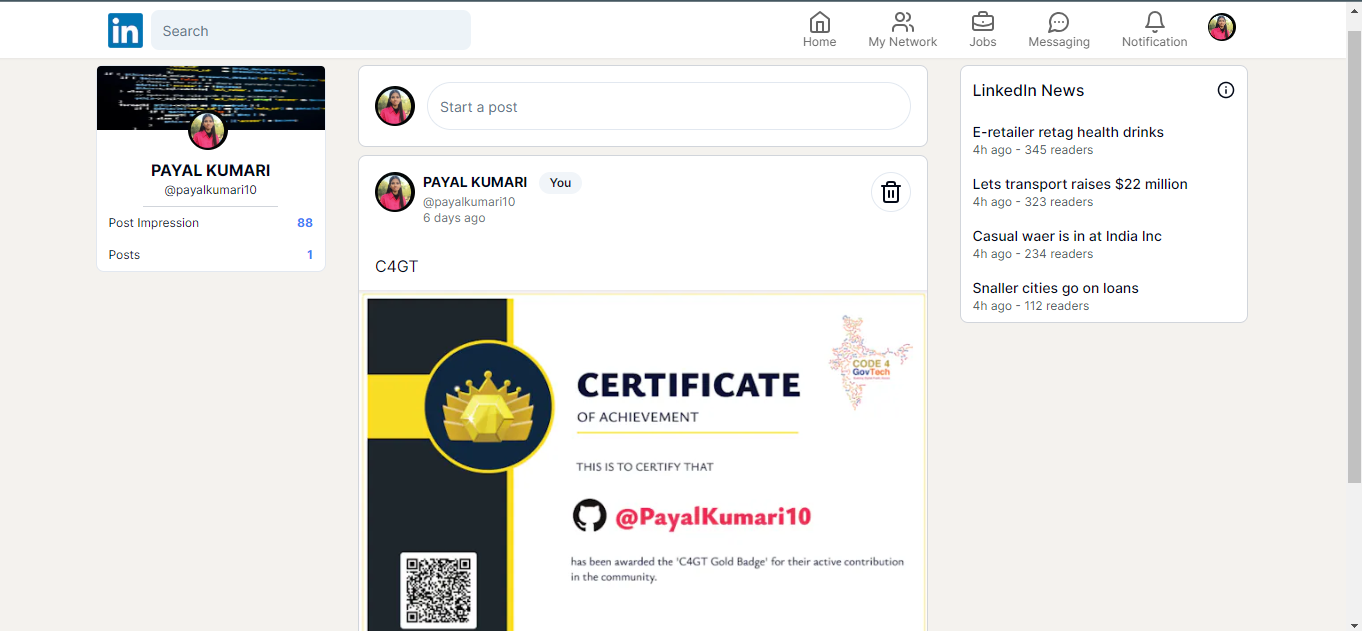 in
Search
Home
My Network
Jobs
Messaging
Notification
PAYAL KUMARI
@payalkumari10
Post Impression 88
Posts 1
Start a post
PAYAL KUMARI You
@payalkumari10
6 days ago
C4GT
CODE 4
GovTech
CERTIFICATE
OF ACHIEVEMENT
THIS IS TO CERTIFY THAT
@PayalKumari10
has been awarded the 'C4GT Gold Badge' for their active contribution
in the community.
LinkedIn News
E-retailer retag health drinks
4h ago - 345 readers
Lets transport raises $22 million
4h ago - 323 readers
Casual waer is in at India Inc
4h ago - 234 readers
Snaller cities go on loans
4h ago - 112 readers